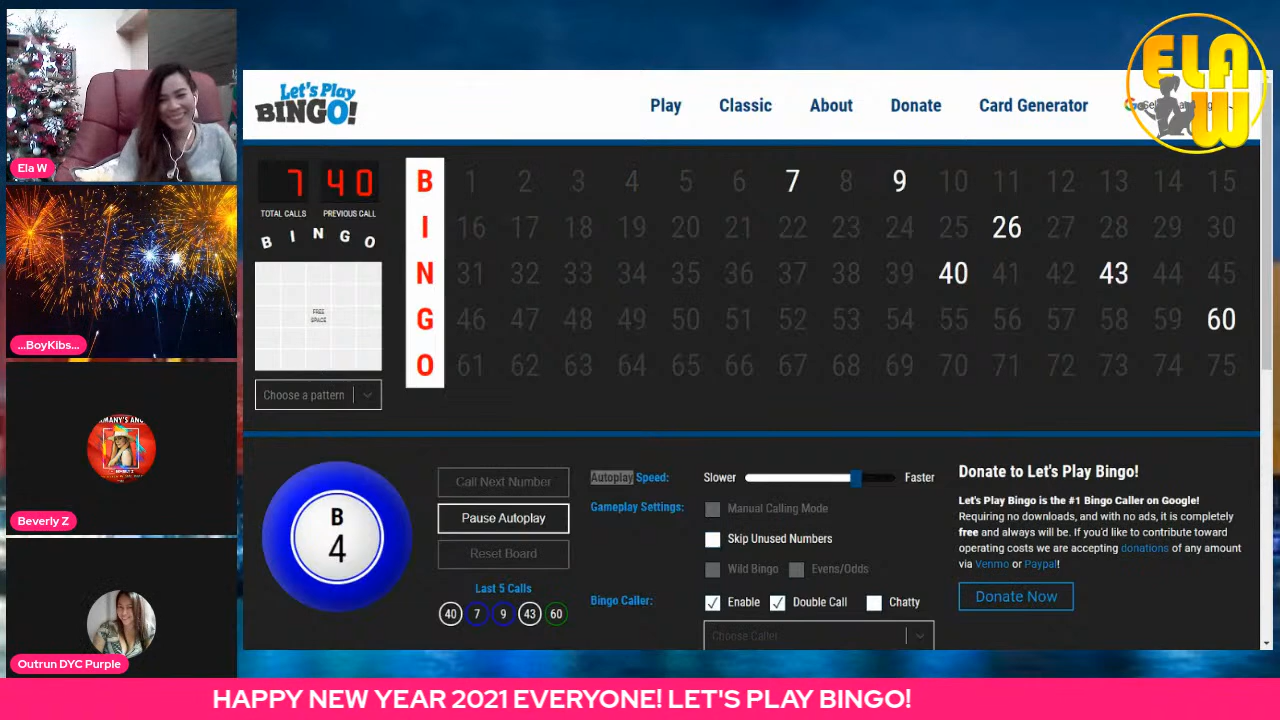 Ela W
...BoyKlbs...
MANY'S ANG
BEVERLY Z
Beverly Z
Outrun DYC Purple
Let's Play
BINGO!
Play
Classic
About
Donate
Card Generator
ELA
W
7 40
TOTAL CALLS PREVIOUS CALL
B I N G O
FREE
SPACE
Choose a pattern
B 1 2 3 4 5 6 7 8 9 10 11 12 13 14 15
I 16 17 18 19 20 21 22 23 24 25 26 27 28 29 30
N 31 32 33 34 35 36 37 38 39 40 41 42 43 44 45
G 46 47 48 49 50 51 52 53 54 55 56 57 58 59 60
O 61 62 63 64 65 66 67 68 69 70 71 72 73 74 75
B
4
Call Next Number
Pause Autoplay
Reset Board
Last 5 Calls
40 7 9 43 60
Autoplay Speed:
Slower
Faster
Gameplay Settings:
Manual Calling Mode
Skip Unused Numbers
Wild Bingo
Evens/Odds
Bingo Caller:
Enable
Double Call
Chatty
Choose Caller
Donate to Let's Play Bingo!
Let's Play Bingo is the #1 Bingo Caller on Google!
Requiring no downloads, and with no ads, it is completely
free and always will be. If you'd like to contribute toward
operating costs we are accepting donations of any amount
via Venmo or Paypal!
Donate Now
HAPPY NEW YEAR 2021 EVERYONE! LET'S PLAY BINGO!